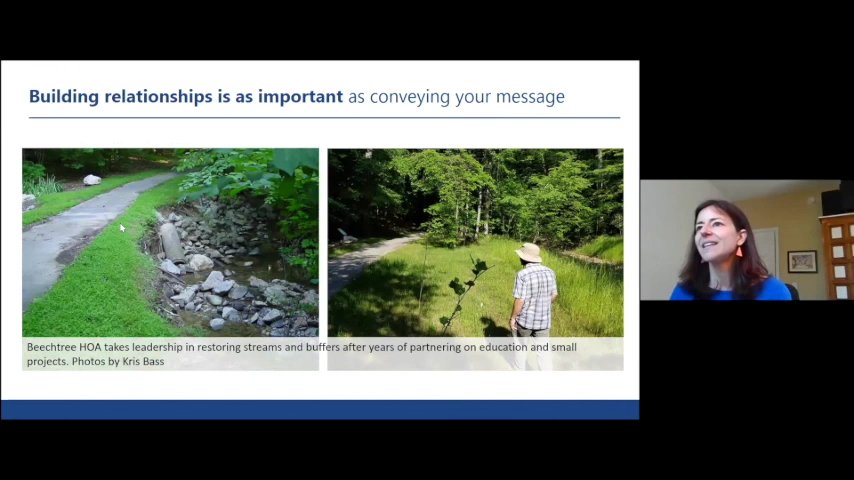 Building relationships is as important as conveying your message
Beechtree HOA takes leadership in restoring streams and buffers after years of partnering on education and small
projects. Photos by Kris Bass